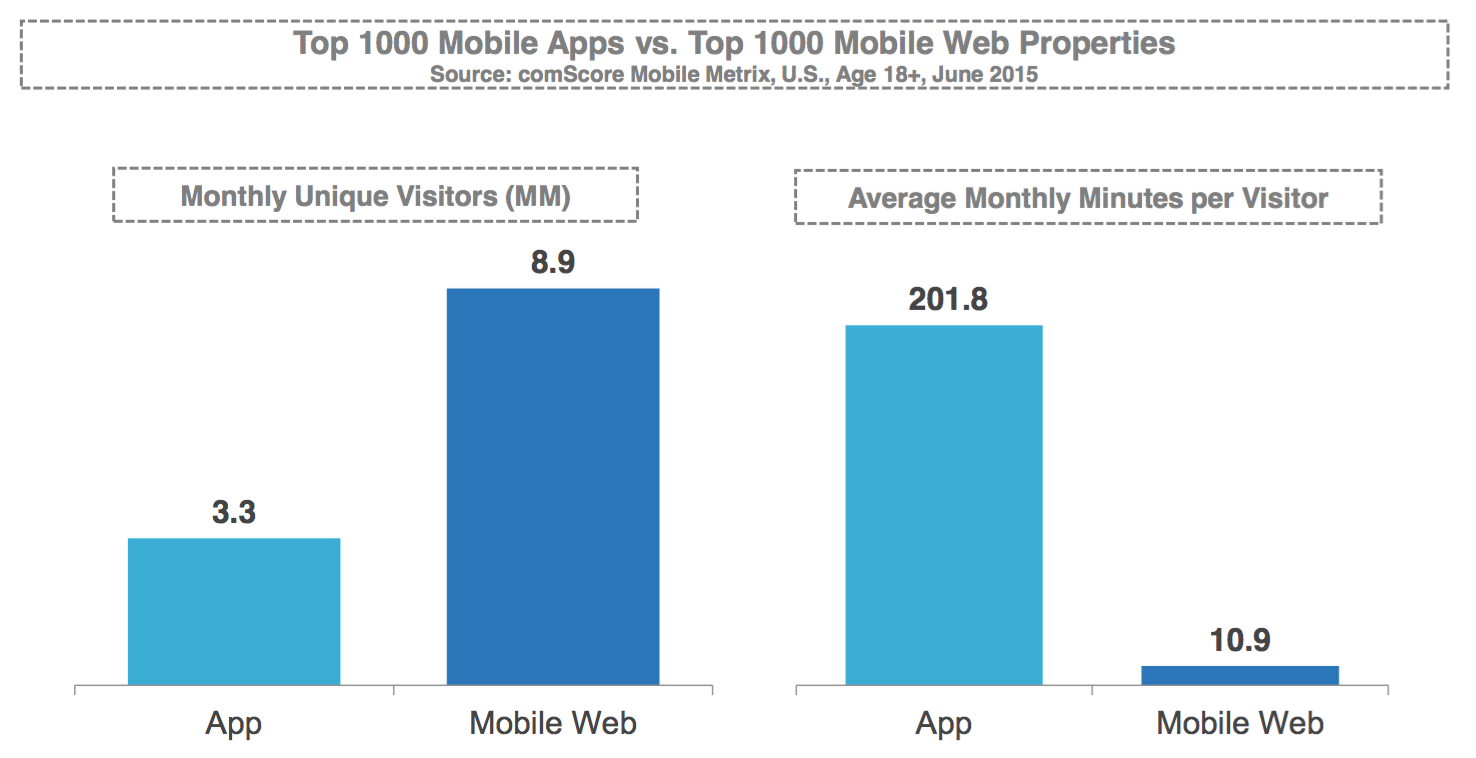 Top 1000 Mobile Apps vs. Top 1000 Mobile Web Properties
Source: comScore Mobile Metrix, U.S., Age 18+, June 2015
Monthly Unique Visitors (MM)
8.9
3.3
App
Mobile Web
Average Monthly Minutes per Visitor
201.8
10.9
App
Mobile Web